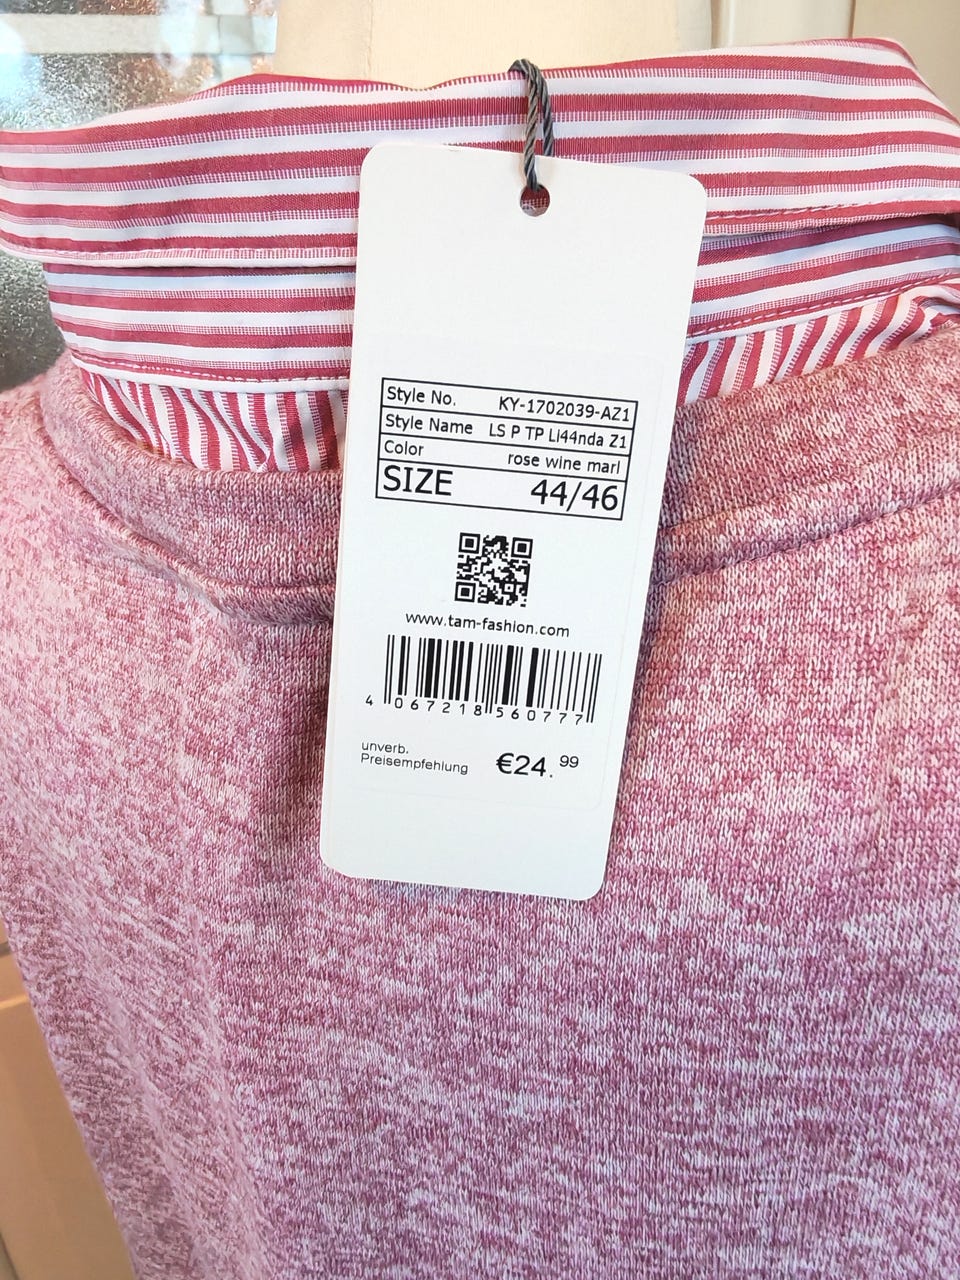 Style No. KY-1702039-AZ1
Style Name LS P TP Li44nda Z1
Color rose wine marl
SIZE 44/46
www.tam-fashion.com
4 067218 560777
unverb.
Preisempfehlung €24.99